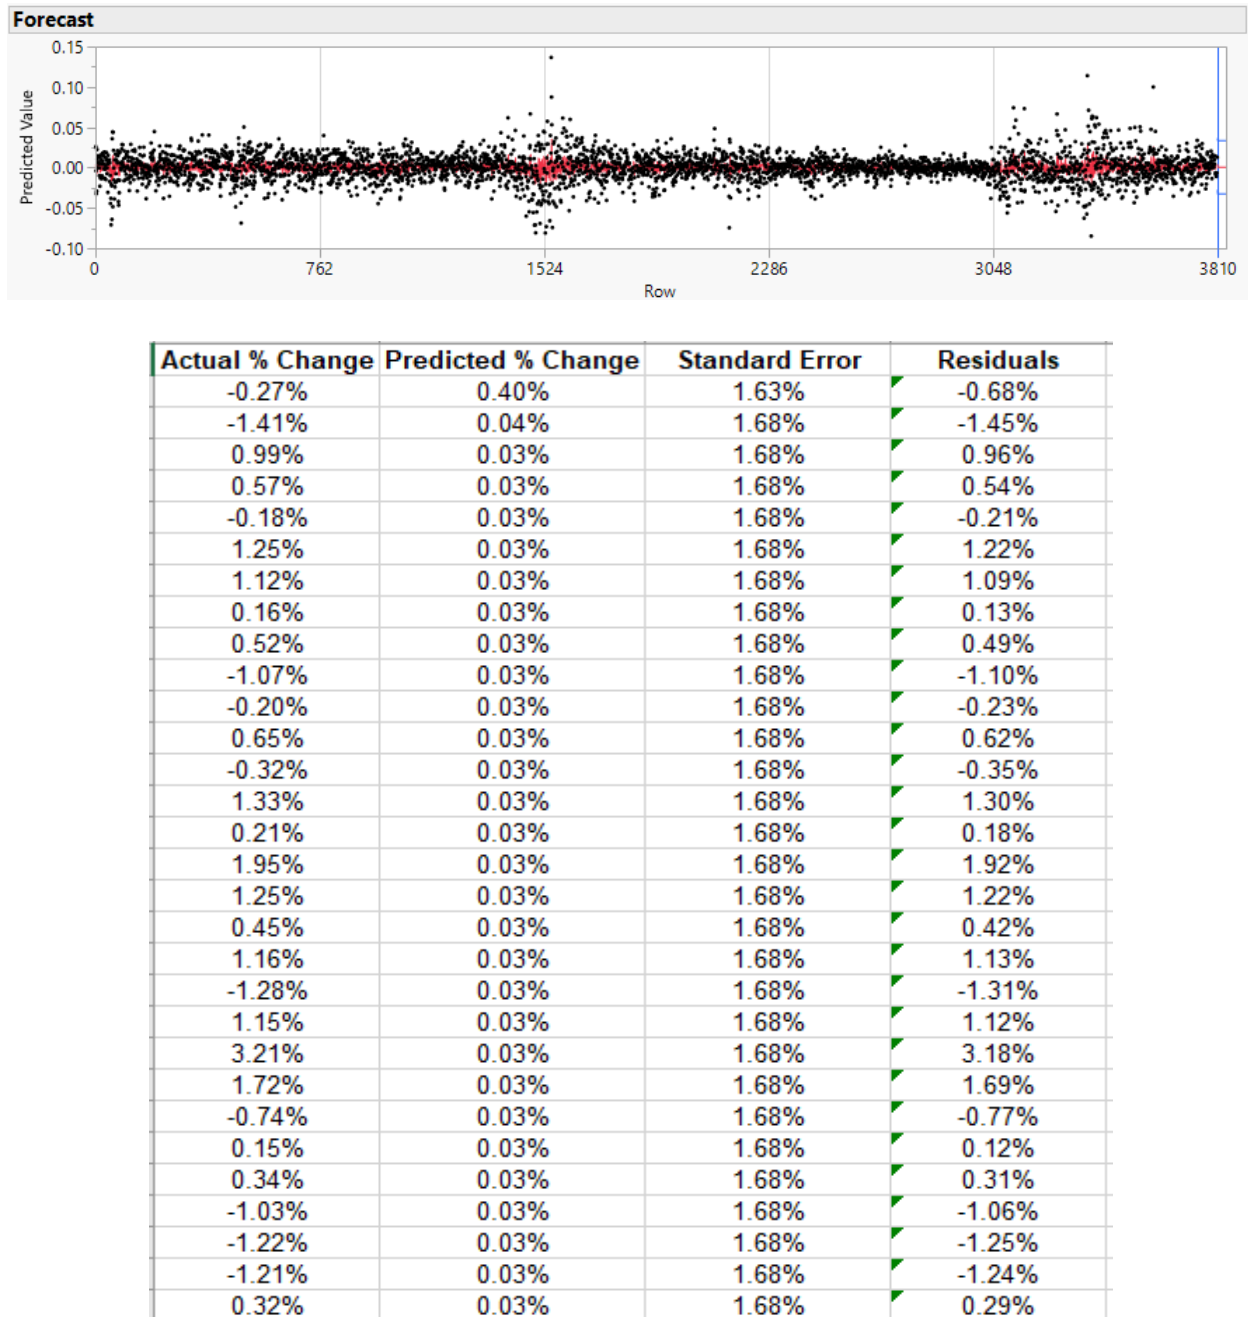 Forecast
0.15
0.10
0.05
0.00
-0.05
-0.10
Predicted Value
0 762 1524 2286 3048 3810
Row
Actual % Change Predicted % Change Standard Error Residuals
-0.27% 0.40% 1.63% -0.68%
-1.41% 0.04% 1.68% -1.45%
0.99% 0.03% 1.68% 0.96%
0.57% 0.03% 1.68% 0.54%
-0.18% 0.03% 1.68% -0.21%
1.25% 0.03% 1.68% 1.22%
1.12% 0.03% 1.68% 1.09%
0.16% 0.03% 1.68% 0.13%
0.52% 0.03% 1.68% 0.49%
-1.07% 0.03% 1.68% -1.10%
-0.20% 0.03% 1.68% -0.23%
0.65% 0.03% 1.68% 0.62%
-0.32% 0.03% 1.68% -0.35%
1.33% 0.03% 1.68% 1.30%
0.21% 0.03% 1.68% 0.18%
1.95% 0.03% 1.68% 1.92%
1.25% 0.03% 1.68% 1.22%
0.45% 0.03% 1.68% 0.42%
1.16% 0.03% 1.68% 1.13%
-1.28% 0.03% 1.68% -1.31%
1.15% 0.03% 1.68% 1.12%
3.21% 0.03% 1.68% 3.18%
1.72% 0.03% 1.68% 1.69%
-0.74% 0.03% 1.68% -0.77%
0.15% 0.03% 1.68% 0.12%
0.34% 0.03% 1.68% 0.31%
-1.03% 0.03% 1.68% -1.06%
-1.22% 0.03% 1.68% -1.25%
-1.21% 0.03% 1.68% -1.24%
0.32% 0.03% 1.68% 0.29%